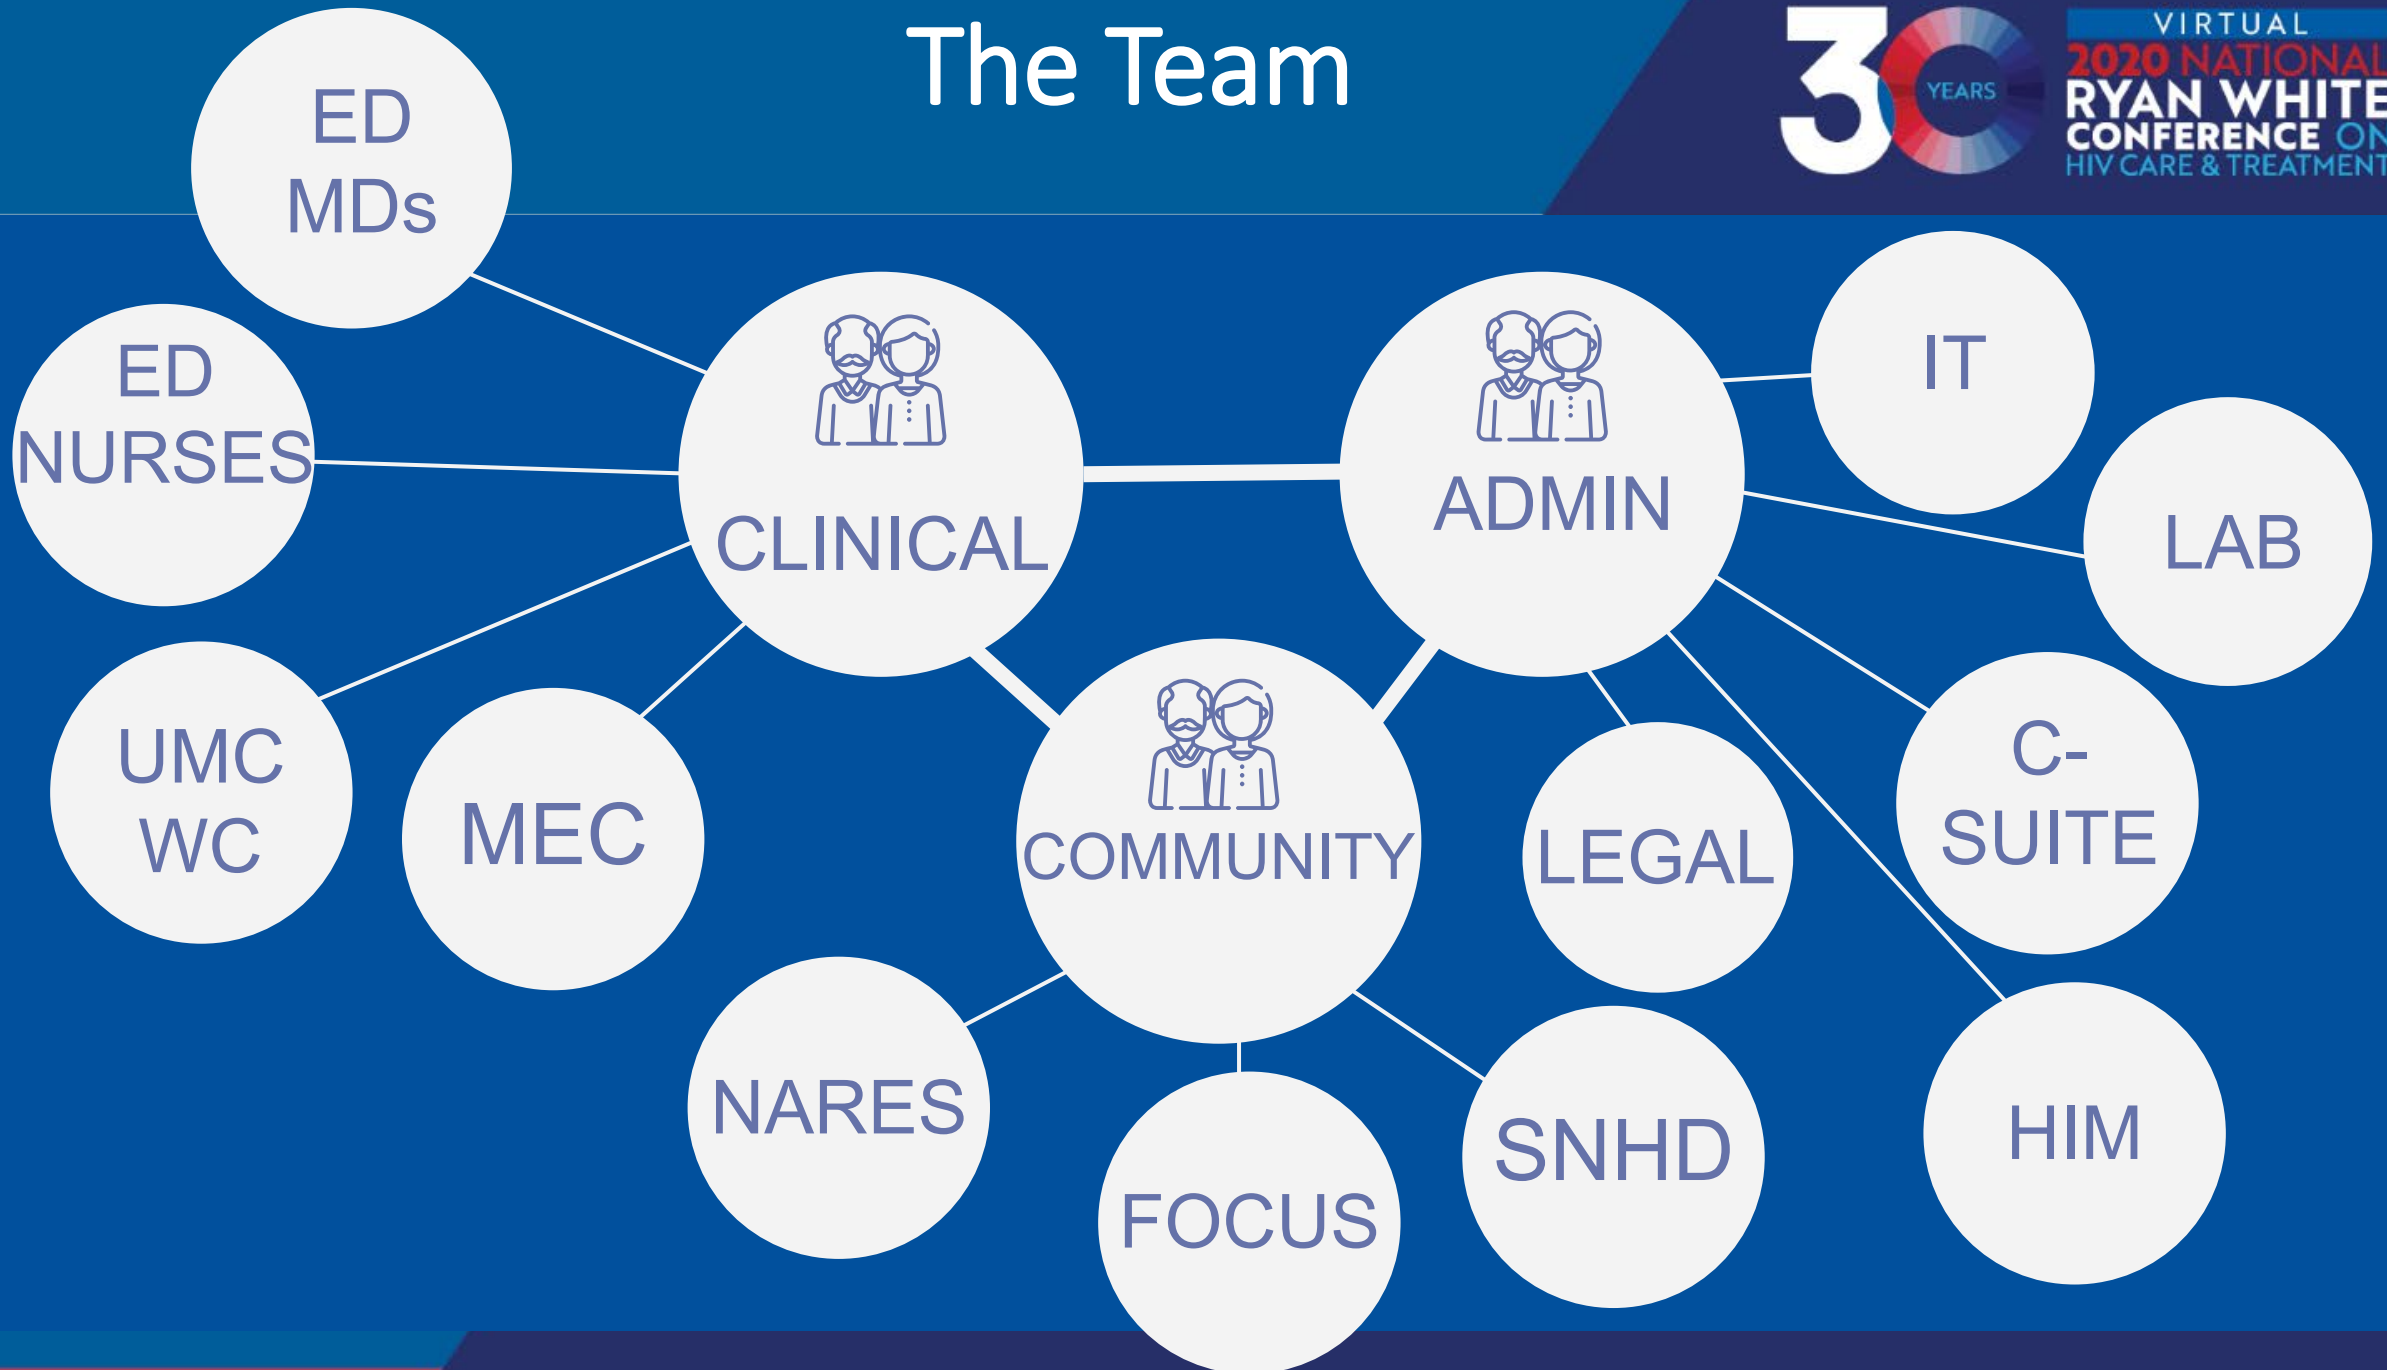 The Team
30
YEARS
VIRTUAL
2020 NATIONAL
RYAN WHITE
CONFERENCE ON
HIV CARE & TREATMENT
ED
MDs
ED
NURSES
UMC
WC
MEC
CLINICAL
ADMIN
COMMUNITY
IT
LAB
C-
SUITE
LEGAL
HIM
NARES
FOCUS
SNHD